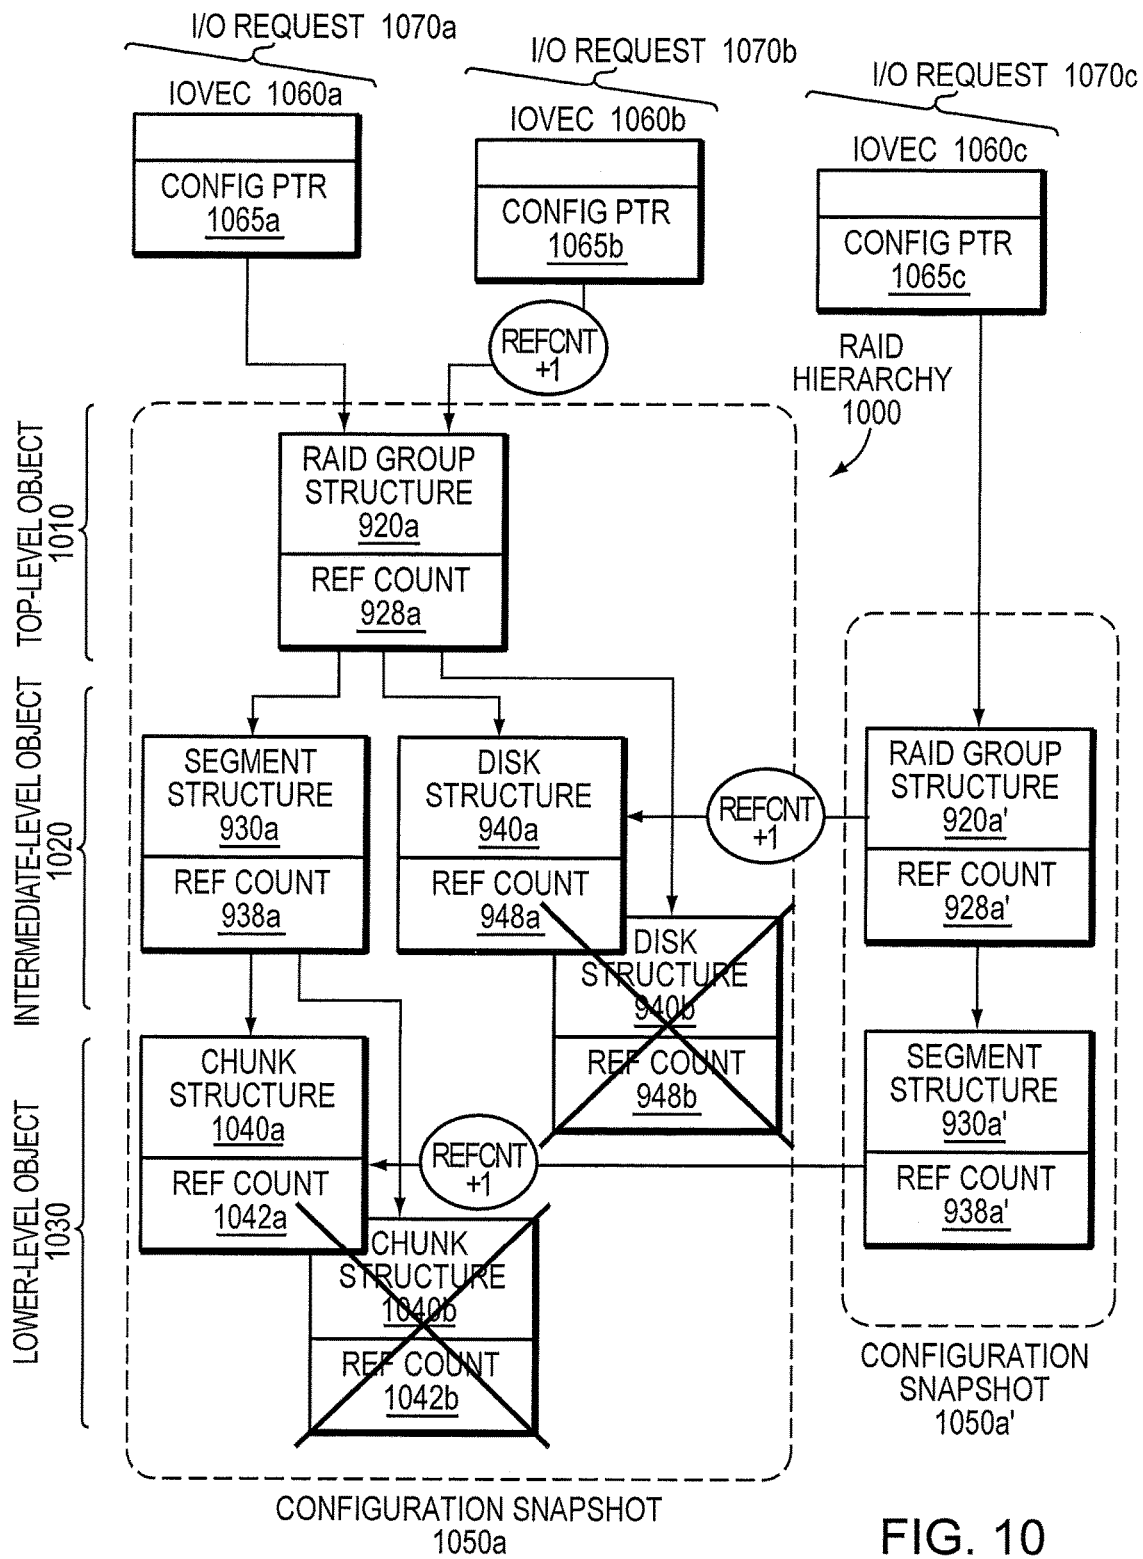 I/O REQUEST 1070a
I/O REQUEST 1070b
I/O REQUEST 1070c
IOVEC 1060a
IOVEC 1060b
IOVEC 1060c
CONFIG PTR
1065a
CONFIG PTR
1065b
CONFIG PTR
1065c
REFCNT
+1
RAID
HIERARCHY
1000
TOP-LEVEL OBJECT
1010
RAID GROUP
STRUCTURE
920a
REF COUNT
928a
INTERMEDIATE-LEVEL OBJECT
1020
SEGMENT
STRUCTURE
930a
REF COUNT
938a
DISK
STRUCTURE
940a
REF COUNT
948a
REFCNT
+1
RAID GROUP
STRUCTURE
920a'
REF COUNT
928a'
DISK
STRUCTURE
940b
REF COUNT
948b
LOWER-LEVEL OBJECT
1030
CHUNK
STRUCTURE
1040a
REF COUNT
1042a
REFCNT
+1
SEGMENT
STRUCTURE
930a'
REF COUNT
938a'
CHUNK
STRUCTURE
1040b
REF COUNT
1042b
CONFIGURATION
SNAPSHOT
1050a'
CONFIGURATION SNAPSHOT
1050a
FIG. 10